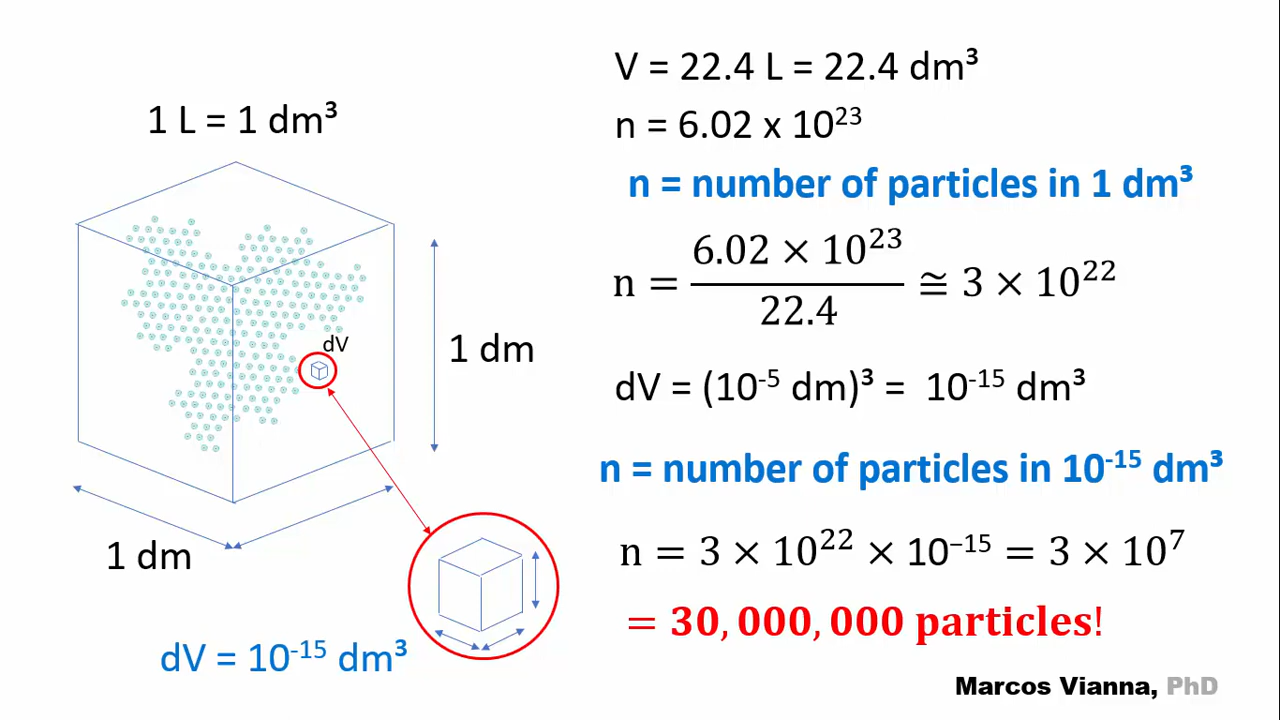 1 L = 1 dm³
dV
1 dm
1 dm
dV = 10⁻¹⁵ dm³
V = 22.4 L = 22.4 dm³
n = 6.02 x 10²³
n = number of particles in 1 dm³
n = 6.02 × 10²³ / 22.4 ≅ 3 × 10²²
dV = (10⁻⁵ dm)³ = 10⁻¹⁵ dm³
n = number of particles in 10⁻¹⁵ dm³
n = 3 × 10²² × 10⁻¹⁵ = 3 × 10⁷
= 30,000,000 particles!
Marcos Vianna, PhD